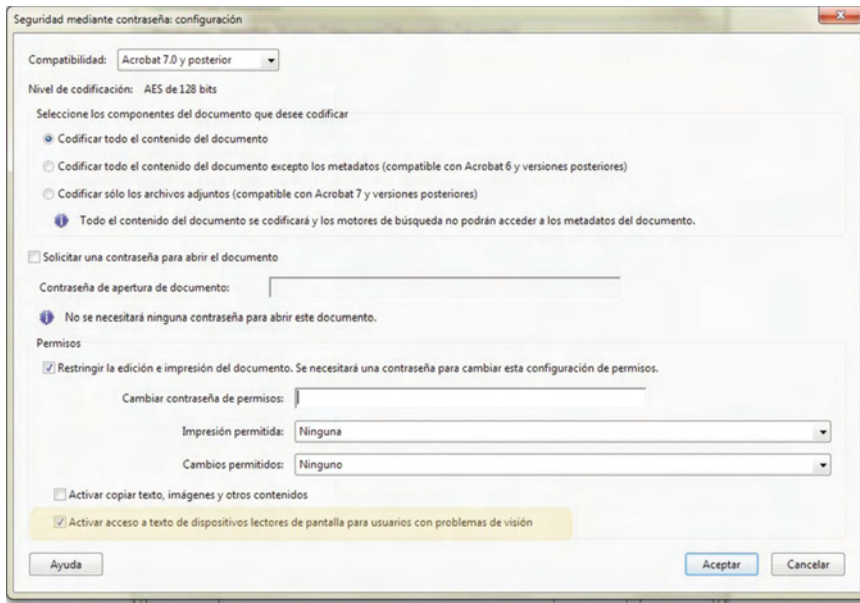 Seguridad mediante contraseña: configuración
Compatibilidad: Acrobat 7.0 y posterior
Nivel de codificación: AES de 128 bits
Seleccione los componentes del documento que desee codificar
Codificar todo el contenido del documento
Codificar todo el contenido del documento excepto los metadatos (compatible con Acrobat 6 y versiones posteriores)
Codificar sólo los archivos adjuntos (compatible con Acrobat 7 y versiones posteriores)
Todo el contenido del documento se codificará y los motores de búsqueda no podrán acceder a los metadatos del documento.
Solicitar una contraseña para abrir el documento
Contraseña de apertura de documento:
No se necesitará ninguna contraseña para abrir este documento.
Permisos
Restringir la edición e impresión del documento. Se necesitará una contraseña para cambiar esta configuración de permisos.
Cambiar contraseña de permisos:
Impresión permitida: Ninguna
Cambios permitidos: Ninguno
Activar copiar texto, imágenes y otros contenidos
Activar acceso a texto de dispositivos lectores de pantalla para usuarios con problemas de visión
Ayuda Aceptar Cancelar